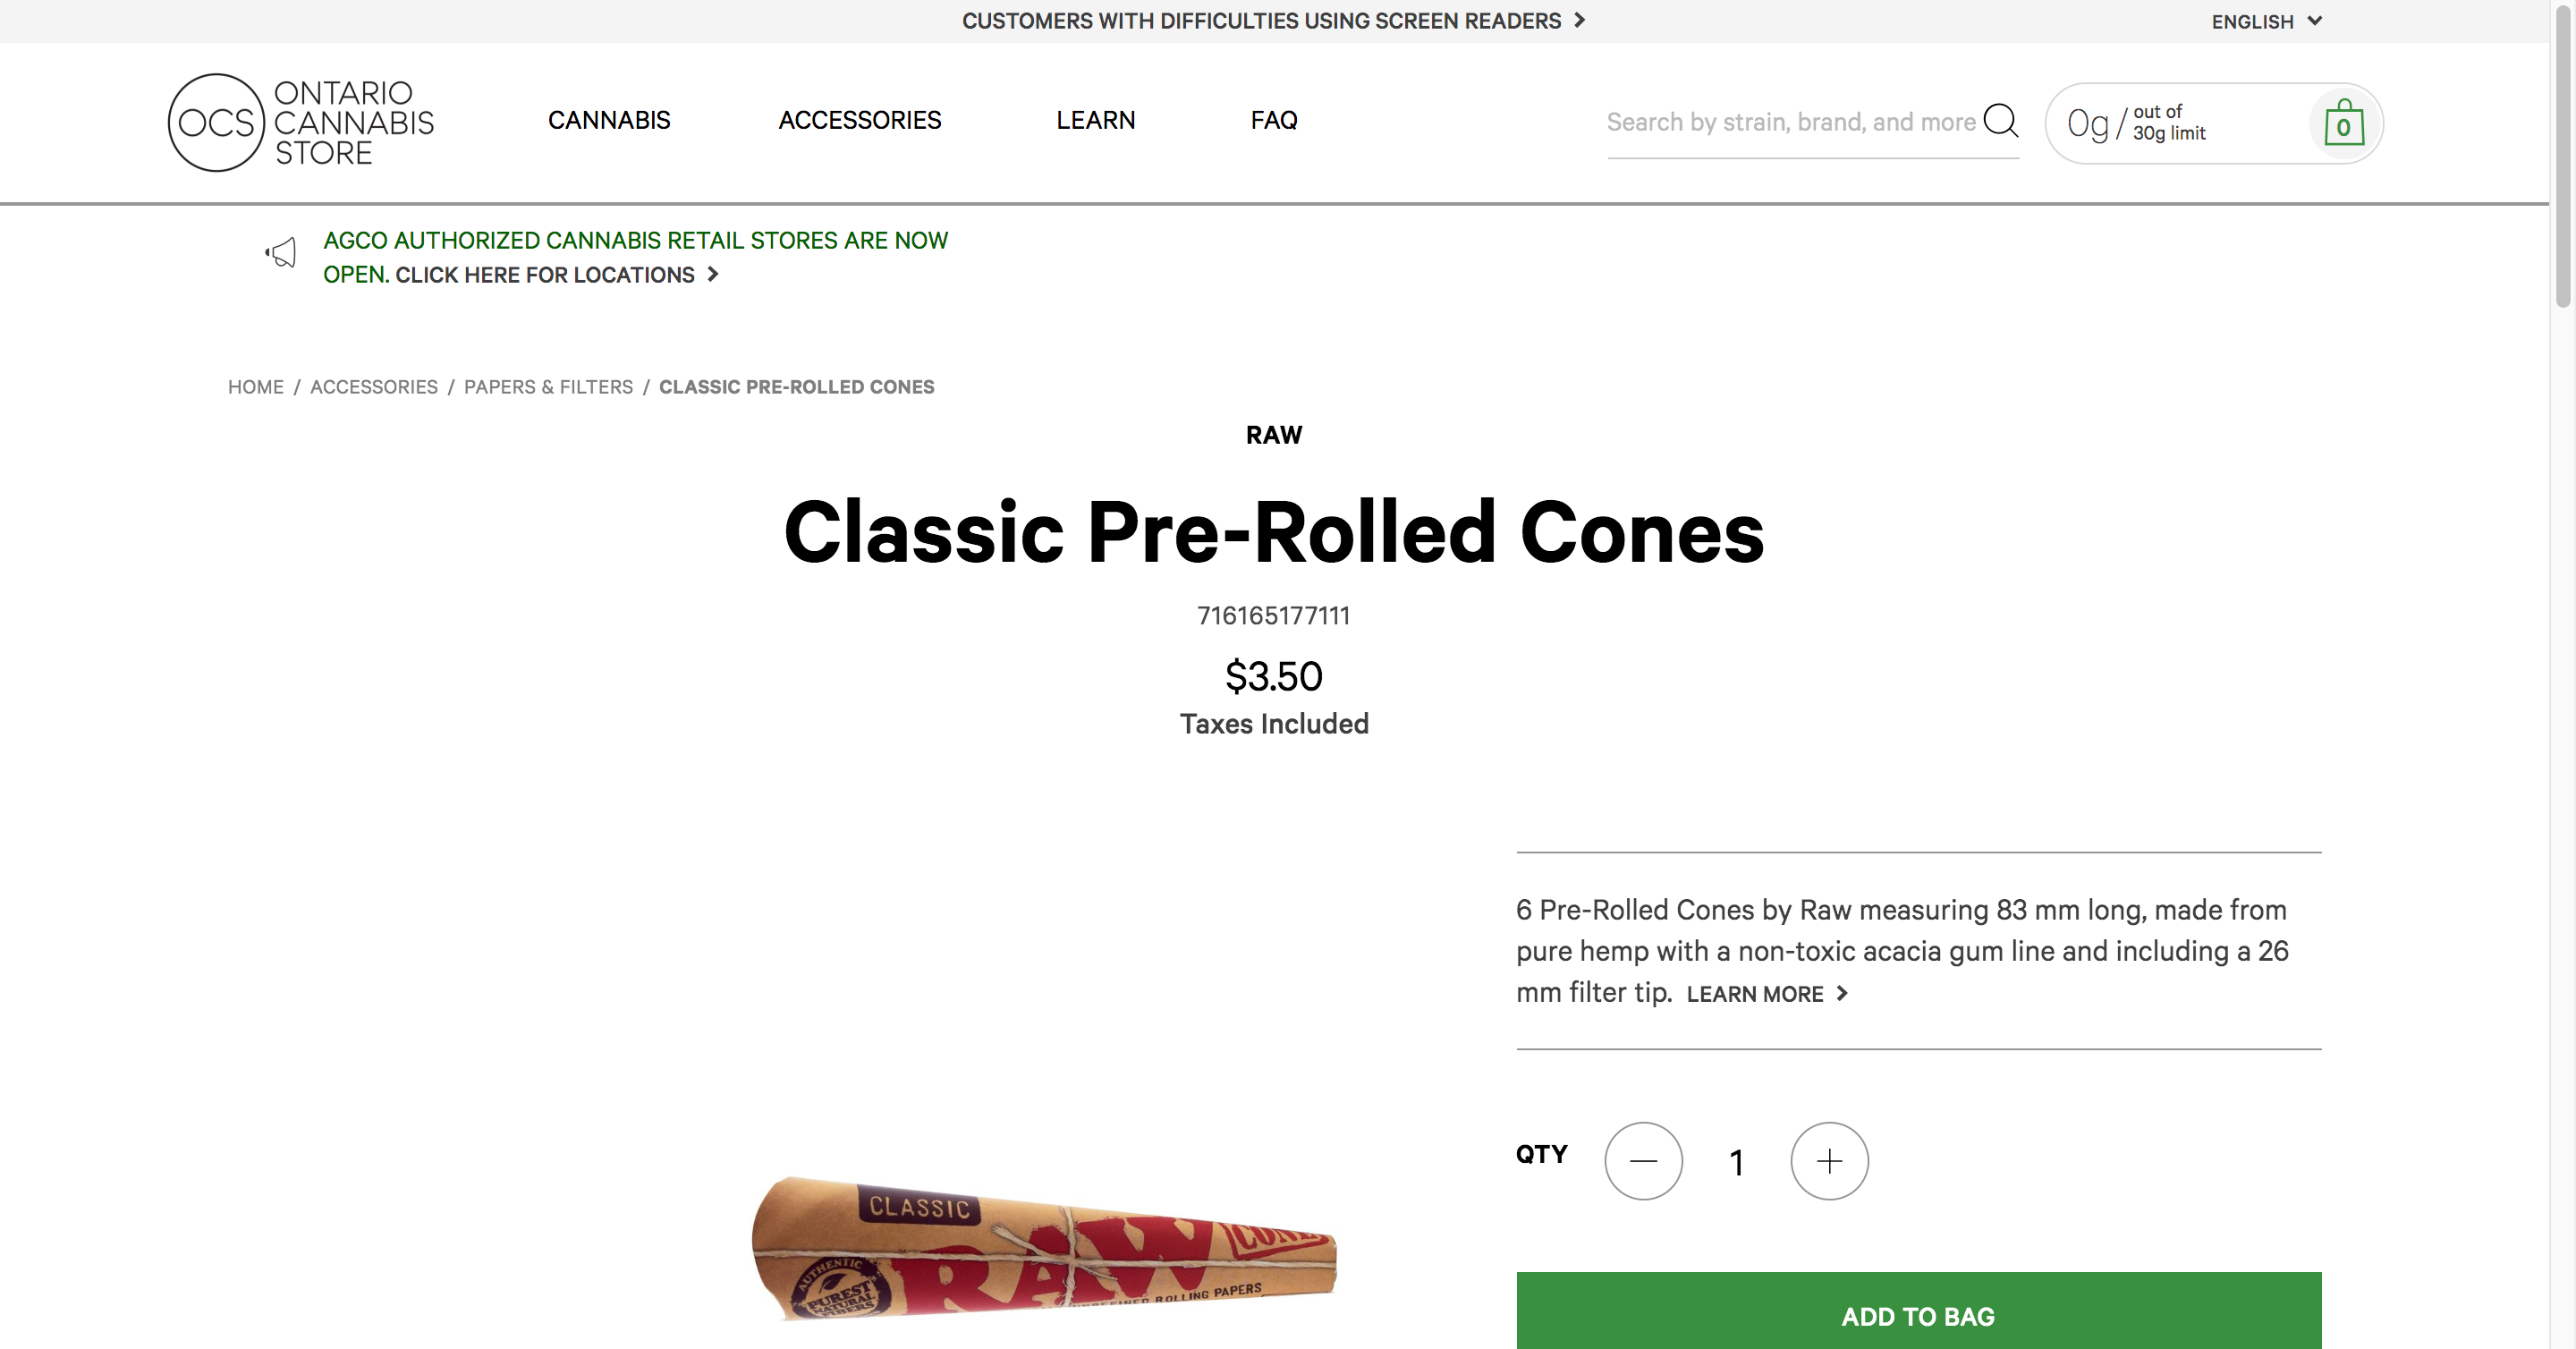 CUSTOMERS WITH DIFFICULTIES USING SCREEN READERS
ENGLISH
OCS
ONTARIO
CANNABIS
STORE
CANNABIS
ACCESSORIES
LEARN
FAQ
Search by strain, brand, and more
0g / out of
30g limit
0
AGCO AUTHORIZED CANNABIS RETAIL STORES ARE NOW
OPEN. CLICK HERE FOR LOCATIONS
HOME / ACCESSORIES / PAPERS & FILTERS / CLASSIC PRE-ROLLED CONES
RAW
Classic Pre-Rolled Cones
716165177111
$3.50
Taxes Included
6 Pre-Rolled Cones by Raw measuring 83 mm long, made from
pure hemp with a non-toxic acacia gum line and including a 26
mm filter tip. LEARN MORE
QTY
1
CLASSIC
RAW
CONE
AUTHENTIC
PUREST
NATURAL
FIBERS
ROLLING PAPERS
ADD TO BAG